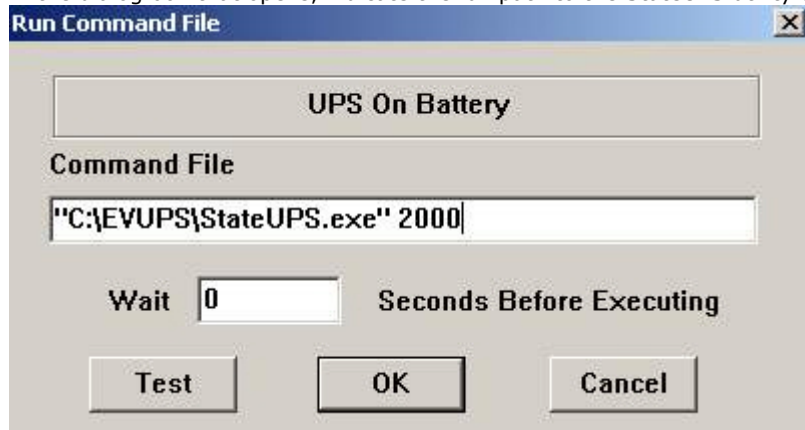 Run Command File
UPS On Battery
Command File
"C:\EVUPS\StateUPS.exe" 2000
Wait 0 Seconds Before Executing
Test OK Cancel